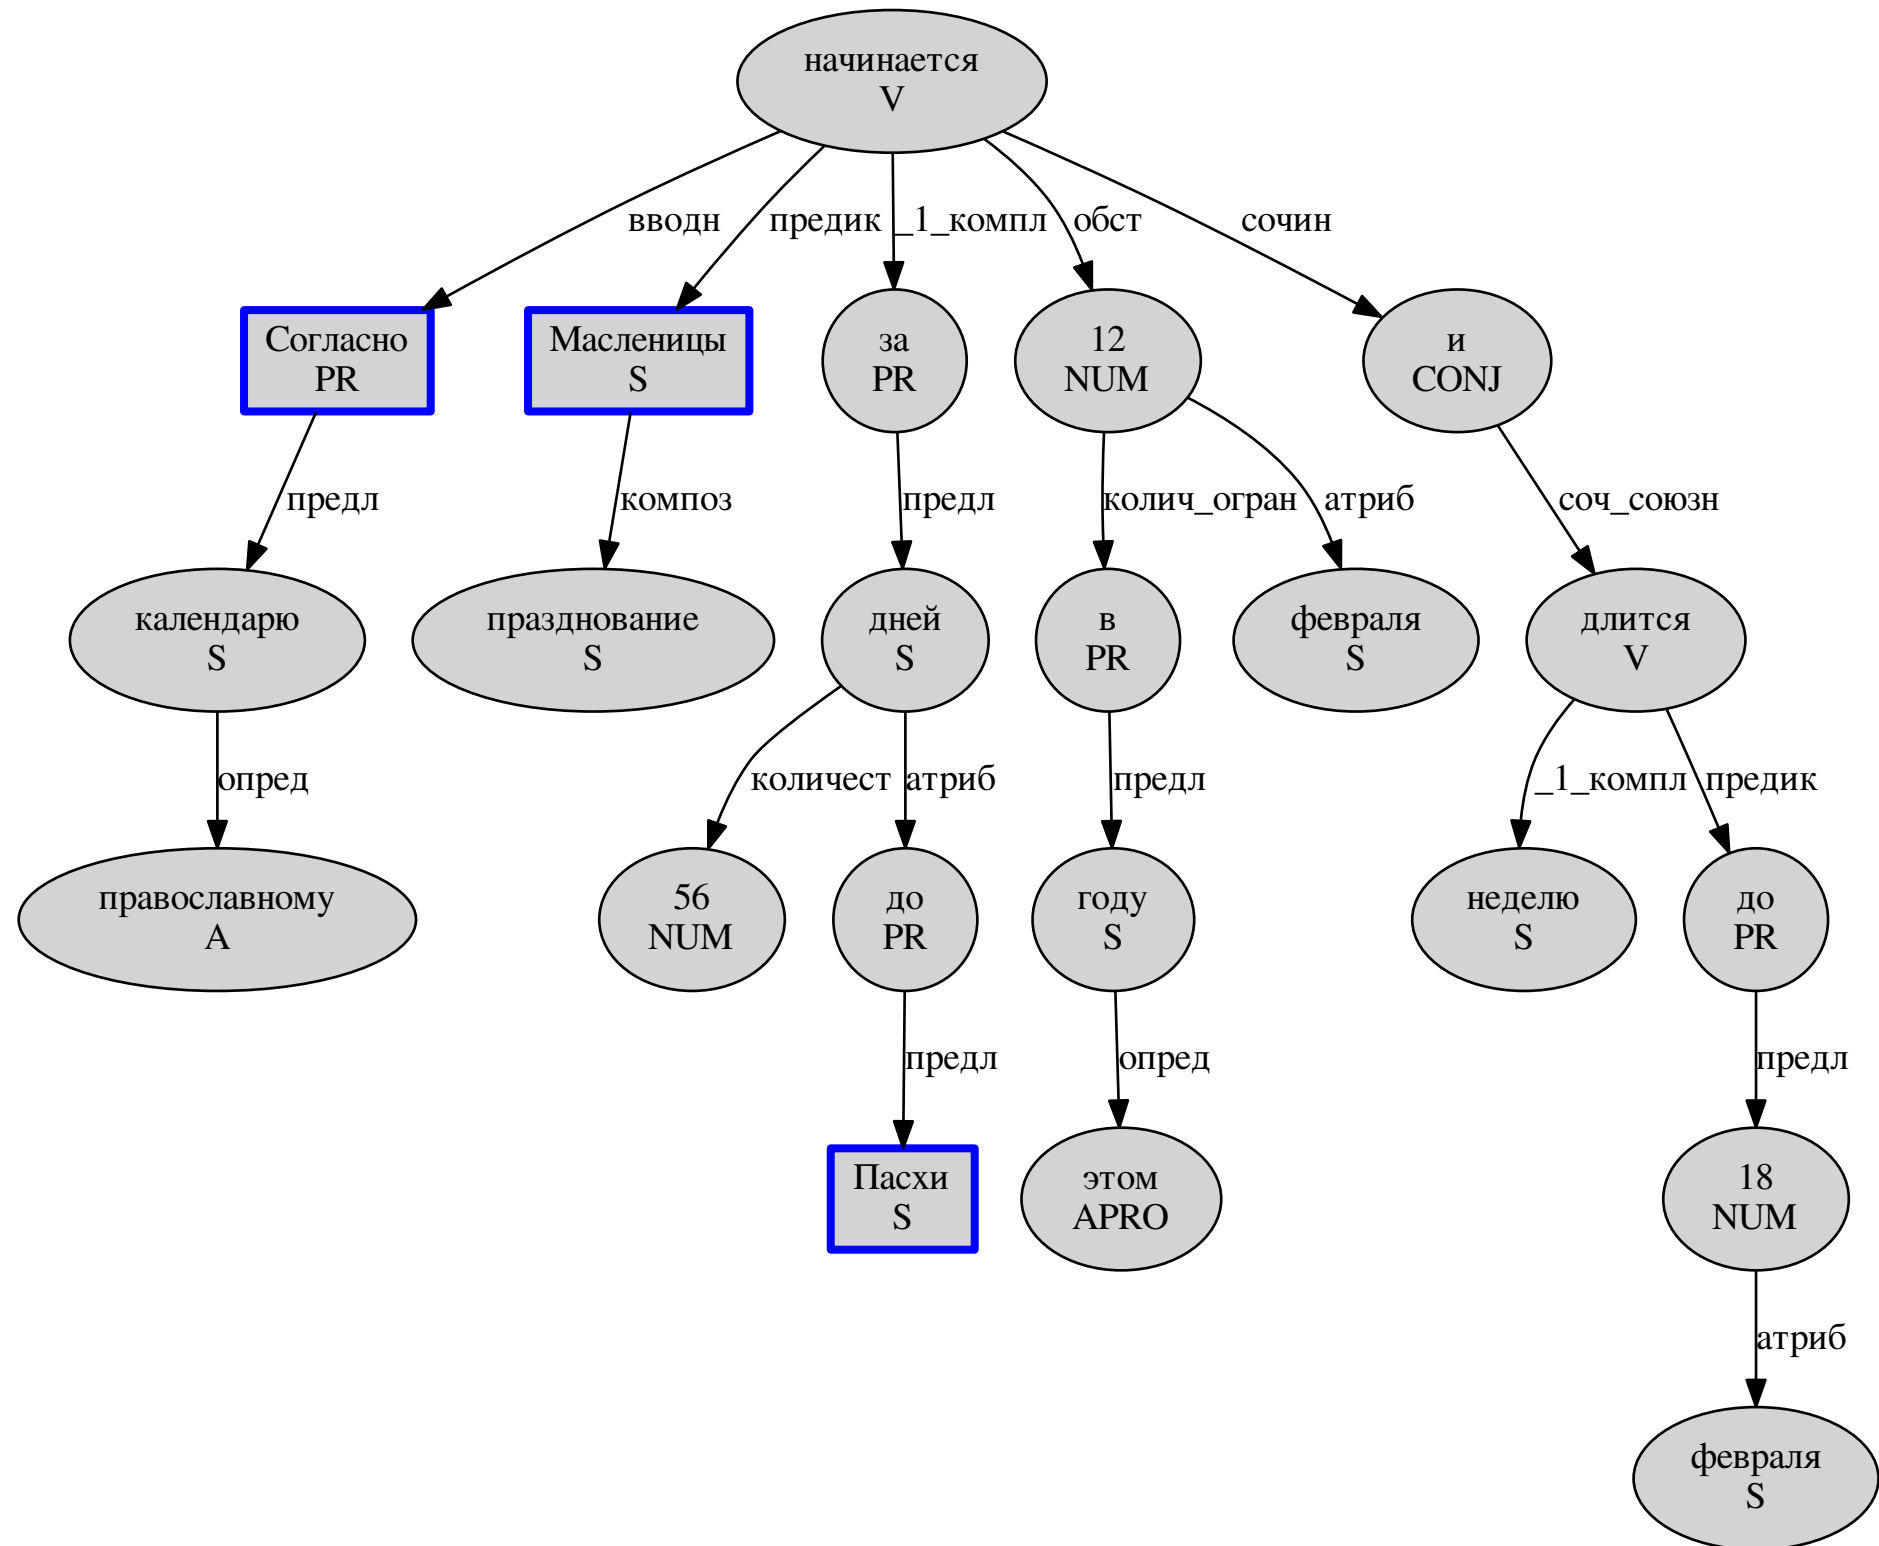 начинается
V
вводн
предик
_1_компл
обст
сочин
Согласно
PR
Масленицы
S
за
PR
12
NUM
и
CONJ
предл
композ
предл
колич_огран
атриб
соч_союзн
календарю
S
празднование
S
дней
S
в
PR
февраля
S
длится
V
опред
количест
атриб
предл
_1_компл
предик
православному
A
56
NUM
до
PR
году
S
неделю
S
до
PR
предл
опред
предл
Пасхи
S
этом
APRO
18
NUM
атриб
февраля
S